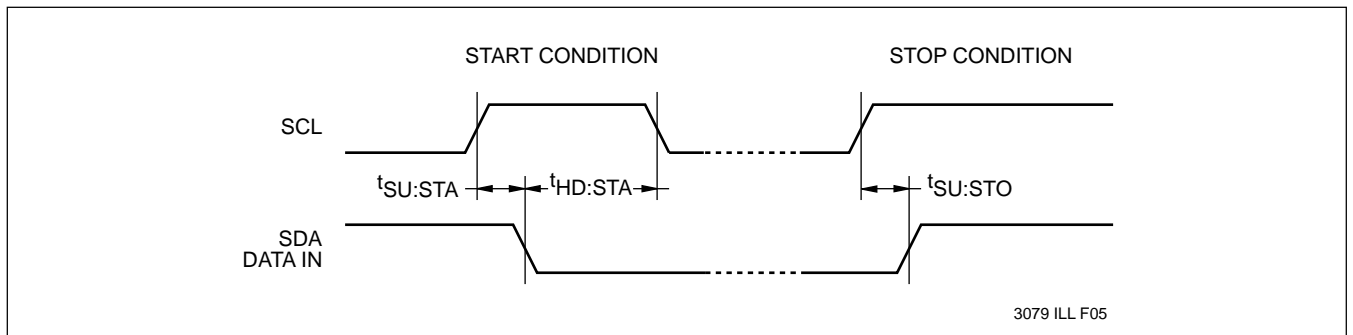 START CONDITION STOP CONDITION
SCL
tSU:STA tHD:STA tSU:STO
SDA
DATA IN
3079 ILL F05